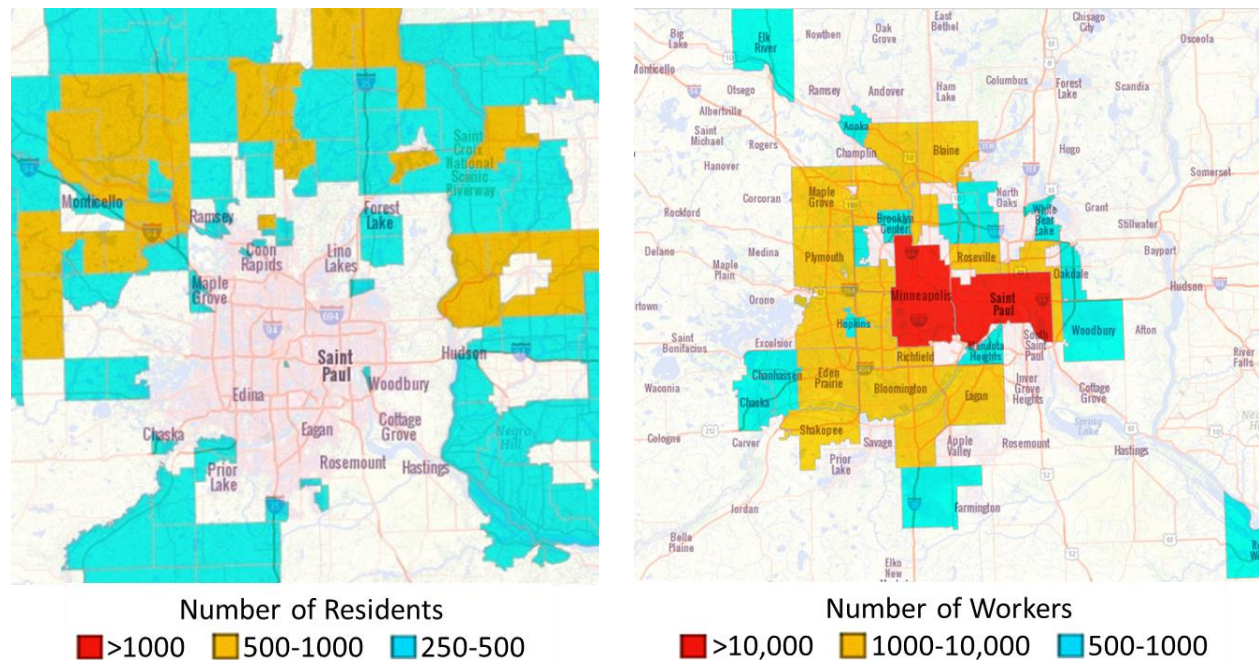 Monticello
Ramsey
Forest
Lake
Saint
Croix
National
Scenic
Riverway
Coon
Rapids
Lino
Lakes
Maple
Grove
94
694
Saint
Paul
Hudson
Woodbury
Edina
Cottage
Grove
Chaska
Eagan
Prior
Lake
Rosemount
Hastings
Negro
Hill
35
Number of Residents
>1000
500-1000
250-500
Big
Lake
Elk
River
Nowthen
Oak
Grove
East
Bethel
Chisago
City
Osceola
Monticello
Otsego
Ramsey
Andover
Ham
Lake
Columbus
Forest
Lake
Scandia
Albertville
Saint
Michael
Rogers
Anoka
Champlin
Blaine
Hugo
Hanover
Somerset
Corcoran
Maple
Grove
North
Oaks
Grant
Rockford
Brooklyn
Center
White
Bear
Lake
Stillwater
Delano
Medina
Plymouth
Roseville
Bayport
Maple
Plain
Oakdale
Hudson
Orono
Minneapolis
Saint
Paul
Hopkins
Woodbury
Afton
Saint
Bonifacius
Excelsior
Richfield
Mendota
Heights
South
Saint
Paul
River
Falls
Waconia
Chanhassen
Eden
Prairie
Bloomington
Eagan
Inver
Grove
Heights
Cottage
Grove
Chaska
Cologne
Carver
Shakopee
Savage
Apple
Valley
Rosemount
Spring
Lake
Hastings
Prior
Lake
Jordan
Farmington
Belle
Plaine
Elko
New
Number of Workers
>10,000
1000-10,000
500-1000